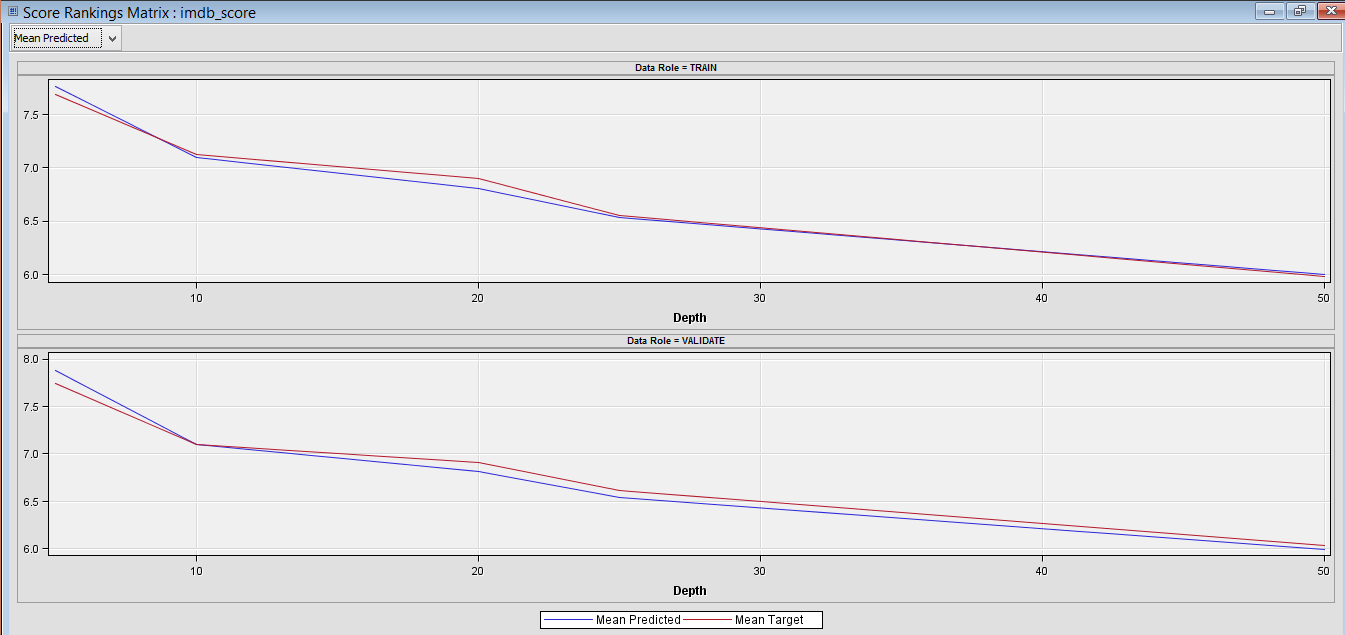 Score Rankings Matrix : imdb_score
Mean Predicted
Data Role = TRAIN
7.5
7.0
6.5
6.0
10 20 30 40 50
Depth
Data Role = VALIDATE
8.0
7.5
7.0
6.5
6.0
10 20 30 40 50
Depth
Mean Predicted Mean Target